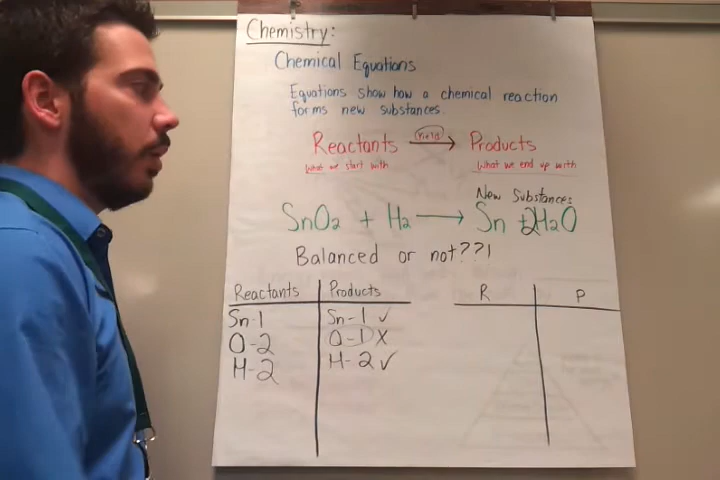 Chemistry:
Chemical Equations
Equations show how a chemical reaction
forms new substances.
Reactants yield → Products
What we start with What we end up with
New Substances
SnO₂ + H₂ → Sn + 2H₂O
Balanced or not??!
Reactants Products R P
Sn-1 Sn-1 ✓
O-2 O-1 X
H-2 H-2 ✓